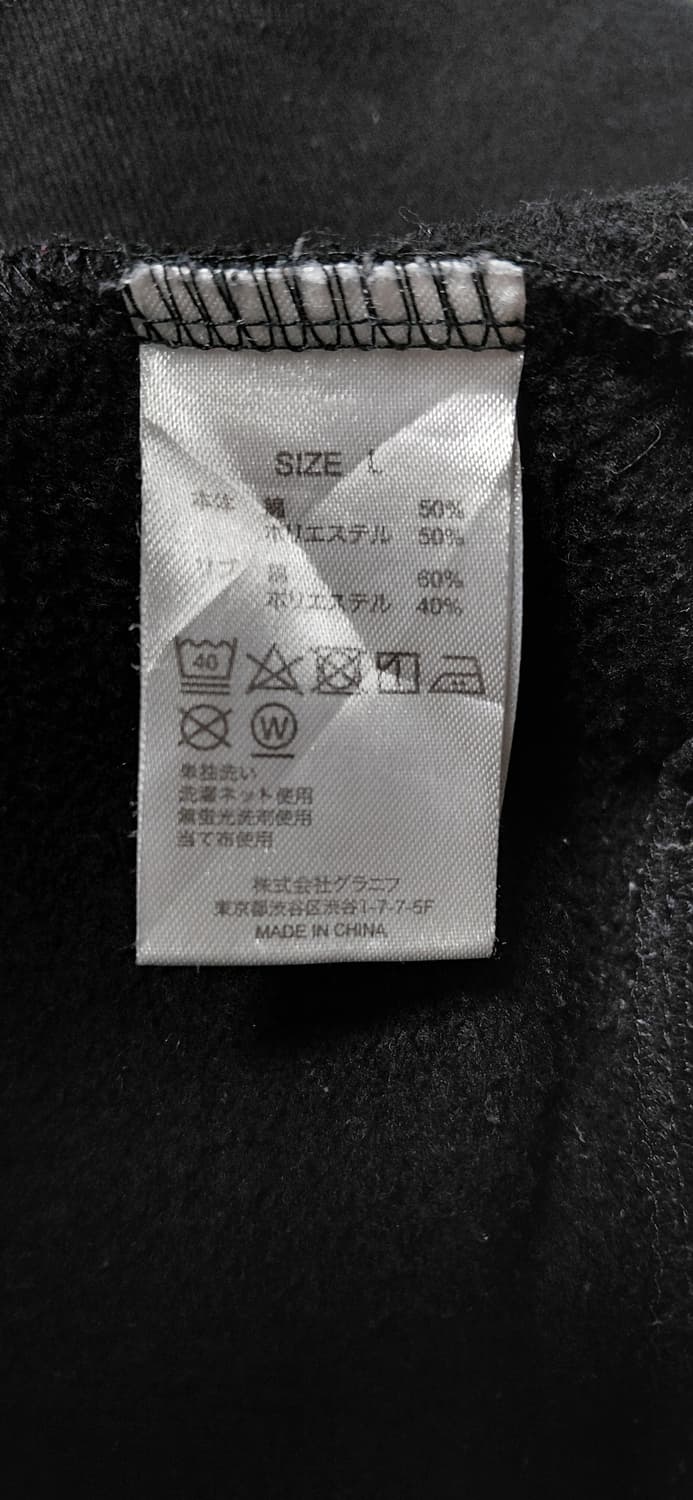 SIZE L
本体 綿 50%
ポリエステル 50%
リブ 綿 60%
ポリエステル 40%
40
W
単独洗い
洗濯ネット使用
無蛍光洗剤使用
当て布使用
株式会社グラニフ
東京都渋谷区渋谷1-7-7-5F
MADE IN CHINA